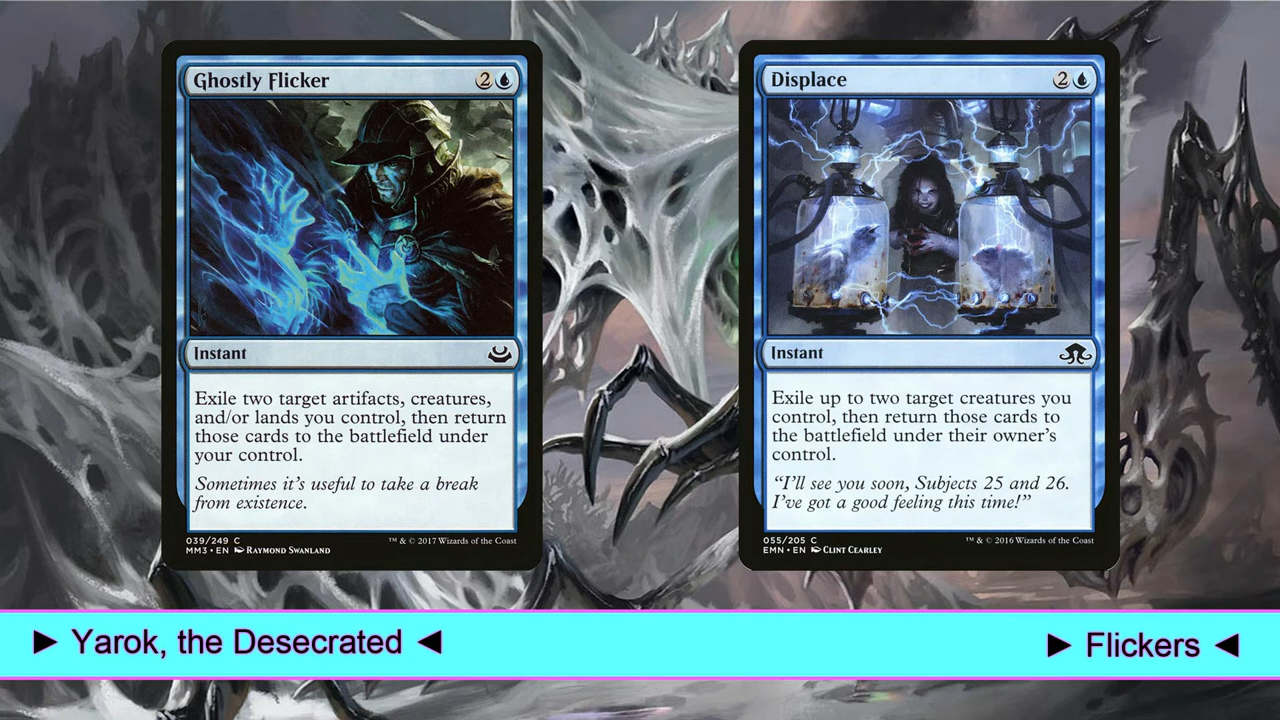 Ghostly Flicker
2
Instant
Exile two target artifacts, creatures,
and/or lands you control, then return
those cards to the battlefield under
your control.
Sometimes it's useful to take a break
from existence.
039/249 C
MM3 • EN Raymond Swanland
™ & © 2017 Wizards of the Coast
Displace
2
Instant
Exile up to two target creatures you
control, then return those cards to
the battlefield under their owner's
control.
"I'll see you soon, Subjects 25 and 26.
I've got a good feeling this time!"
055/205 C
EMN • EN Clint Cearley
™ & © 2016 Wizards of the Coast
► Yarok, the Desecrated ◄
► Flickers ◄